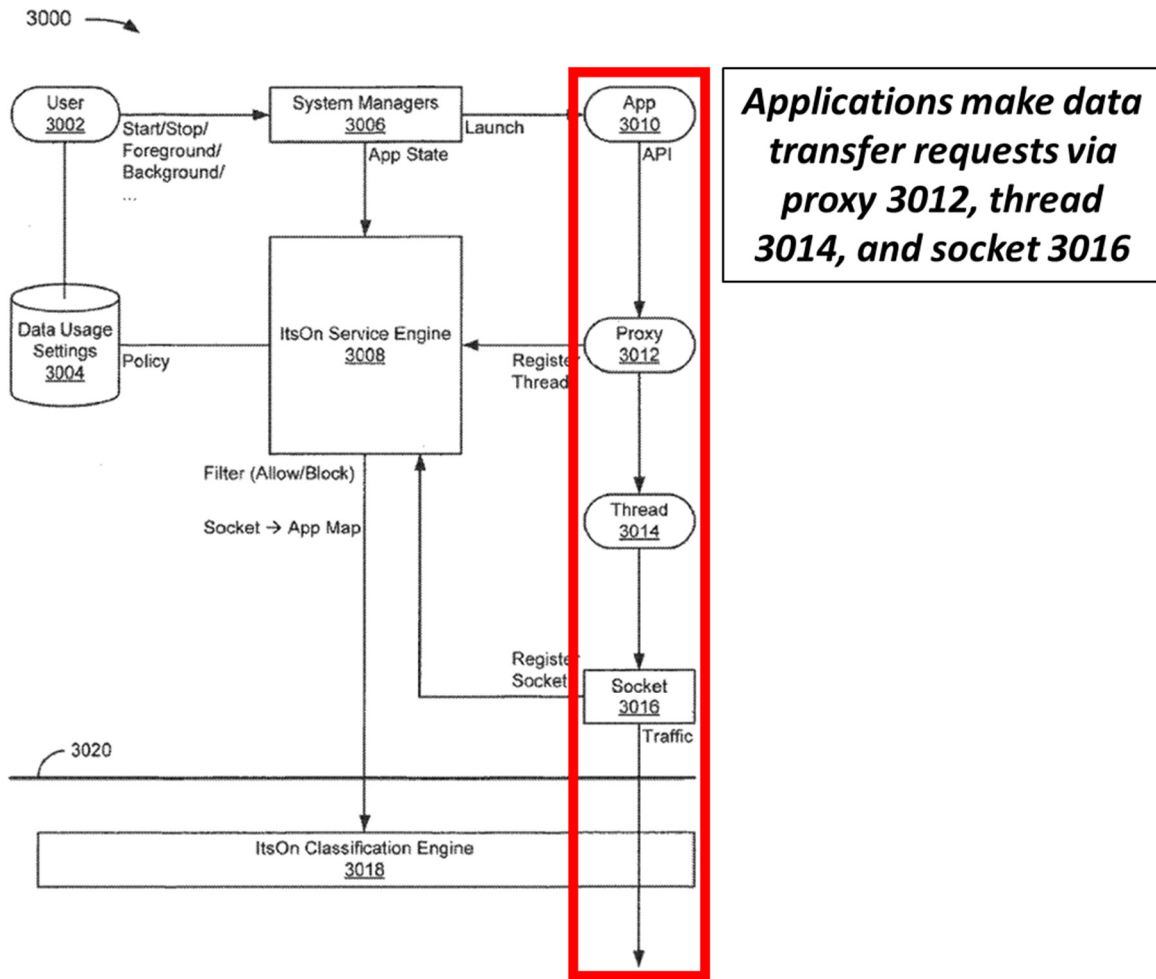 3000
User
3002
Start/Stop/
Foreground/
Background/
...
System Managers
3006
Launch
App State
App
3010
API
Applications make data
transfer requests via
proxy 3012, thread
3014, and socket 3016
Data Usage
Settings
3004
Policy
ItsOn Service Engine
3008
Proxy
3012
Register
Thread
Filter (Allow/Block)
Socket → App Map
Thread
3014
Register
Socket
Socket
3016
Traffic
3020
ItsOn Classification Engine
3018